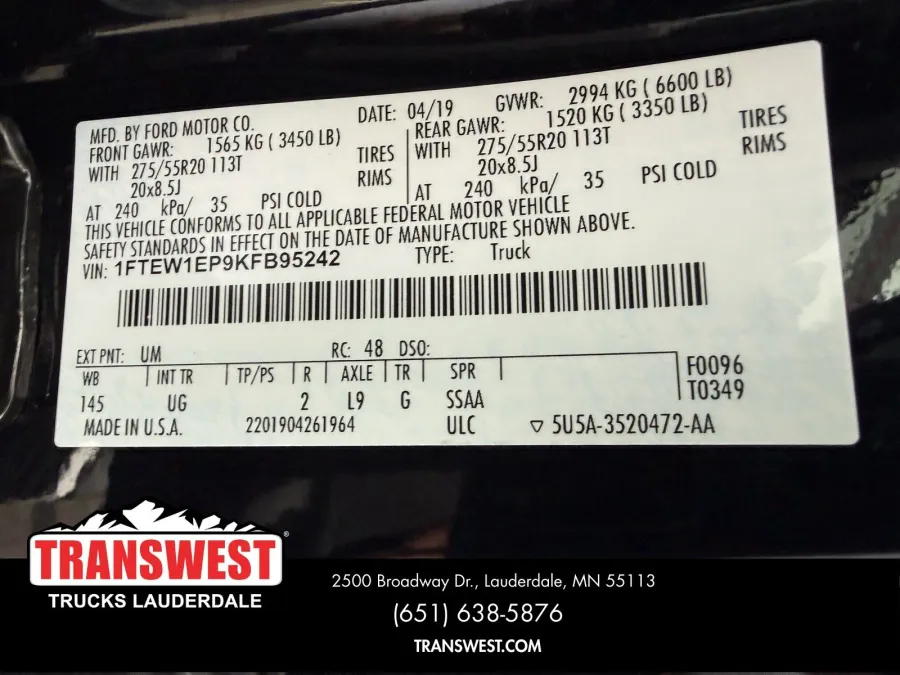 MFD. BY FORD MOTOR CO. DATE: 04/19 GVWR: 2994 KG ( 6600 LB)
FRONT GAWR: 1565 KG ( 3450 LB) REAR GAWR: 1520 KG ( 3350 LB)
WITH 275/55R20 113T TIRES WITH 275/55R20 113T TIRES
20x8.5J RIMS 20x8.5J RIMS
AT 240 kPa/ 35 PSI COLD AT 240 kPa/ 35 PSI COLD
THIS VEHICLE CONFORMS TO ALL APPLICABLE FEDERAL MOTOR VEHICLE
SAFETY STANDARDS IN EFFECT ON THE DATE OF MANUFACTURE SHOWN ABOVE.
VIN: 1FTEW1EP9KFB95242 TYPE: Truck
EXT PNT: UM RC: 48 DSO:
WB INT TR TP/PS R AXLE TR SPR F0096
145 UG 2 L9 G SSAA T0349
MADE IN U.S.A. 2201904261964 ULC ▽ 5U5A-3520472-AA
TRANSWEST®
TRUCKS LAUDERDALE
2500 Broadway Dr., Lauderdale, MN 55113
(651) 638-5876
TRANSWEST.COM